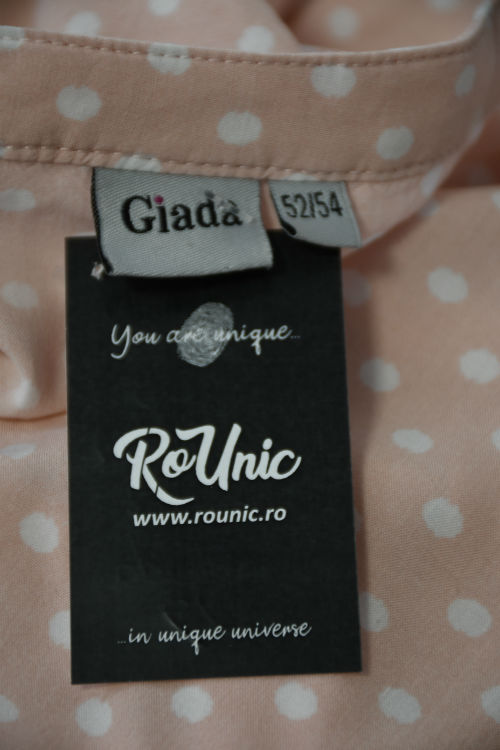 Giada
52/54
You are unique...
RoUnic
www.rounic.ro
...in unique universe